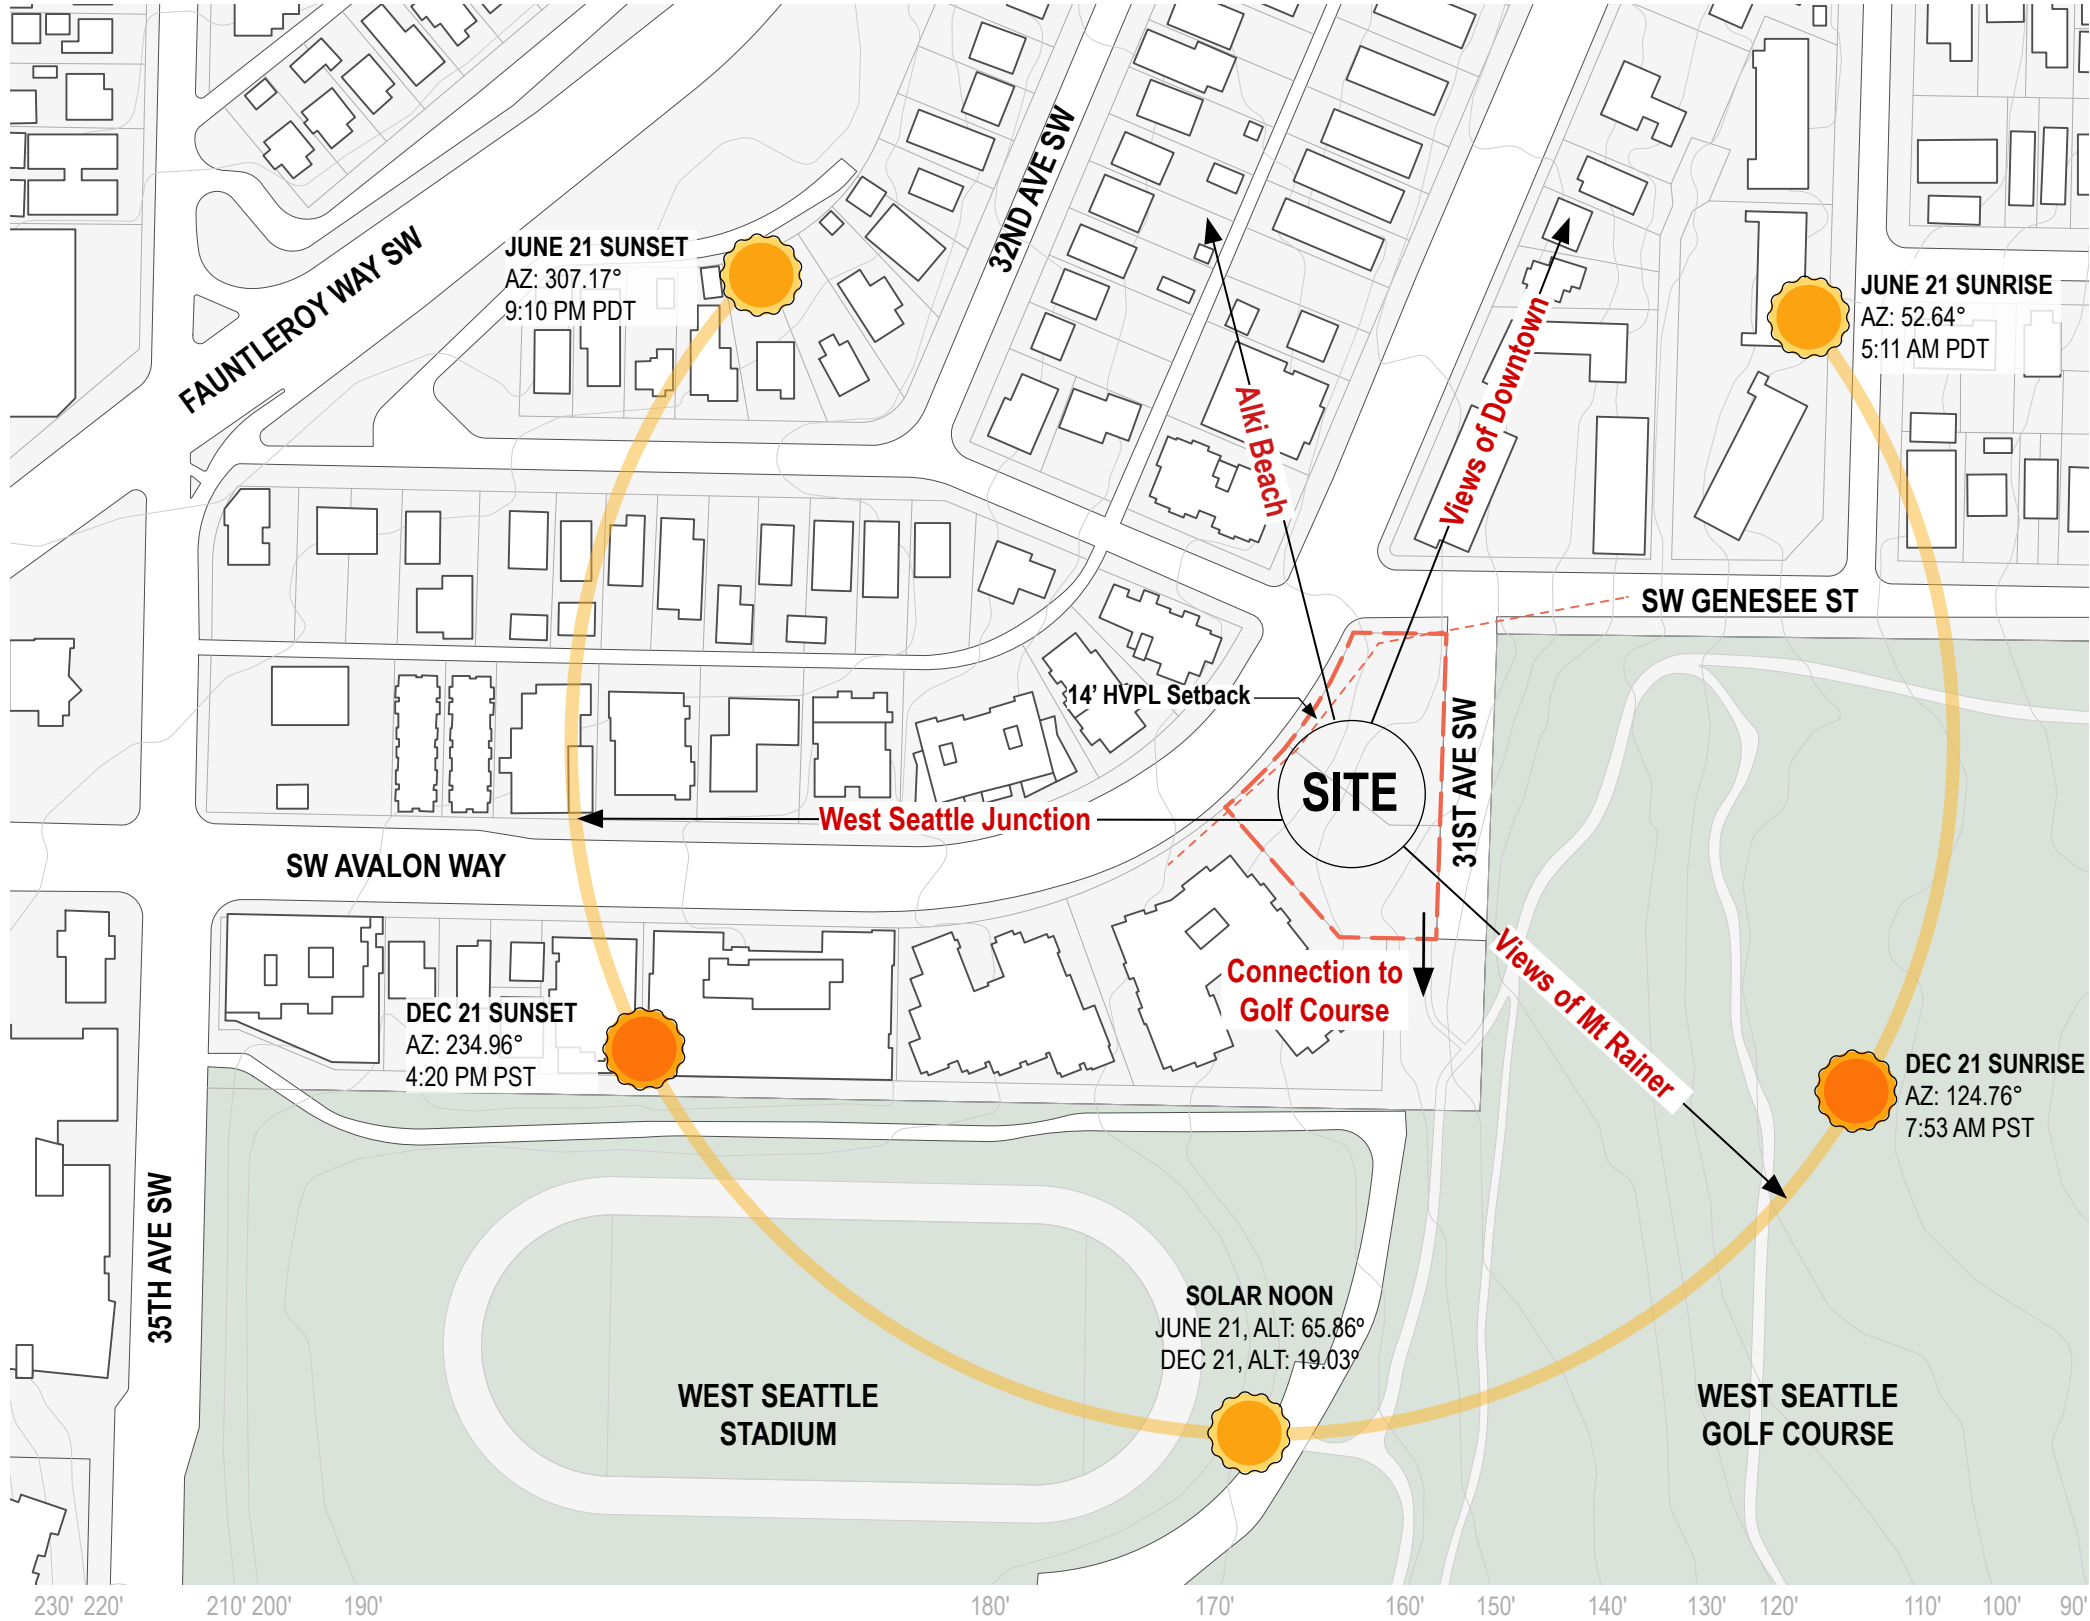 32ND AVE SW
FAUNTLEROY WAY SW
JUNE 21 SUNSET
AZ: 307.17°
9:10 PM PDT
JUNE 21 SUNRISE
AZ: 52.64°
5:11 AM PDT
Alki Beach
Views of Downtown
SW GENESEE ST
14’ HVPL Setback
31ST AVE SW
SITE
West Seattle Junction
SW AVALON WAY
Connection to
Golf Course
Views of Mt Rainer
DEC 21 SUNSET
AZ: 234.96°
4:20 PM PST
DEC 21 SUNRISE
AZ: 124.76°
7:53 AM PST
35TH AVE SW
SOLAR NOON
JUNE 21, ALT: 65.86º
DEC 21, ALT: 19.03º
WEST SEATTLE
STADIUM
WEST SEATTLE
GOLF COURSE
230' 220' 210' 200' 190' 180' 170' 160' 150' 140' 130' 120' 110' 100' 90'